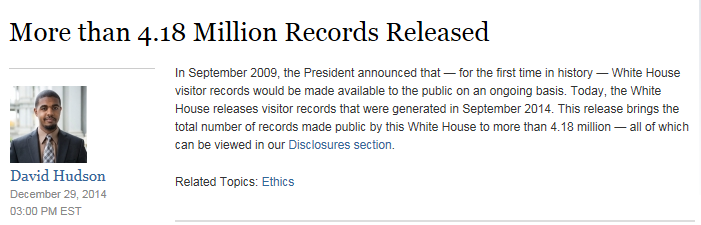 More than 4.18 Million Records Released
David Hudson
December 29, 2014
03:00 PM EST
In September 2009, the President announced that — for the first time in history — White House
visitor records would be made available to the public on an ongoing basis. Today, the White
House releases visitor records that were generated in September 2014. This release brings the
total number of records made public by this White House to more than 4.18 million — all of which
can be viewed in our Disclosures section.
Related Topics: Ethics